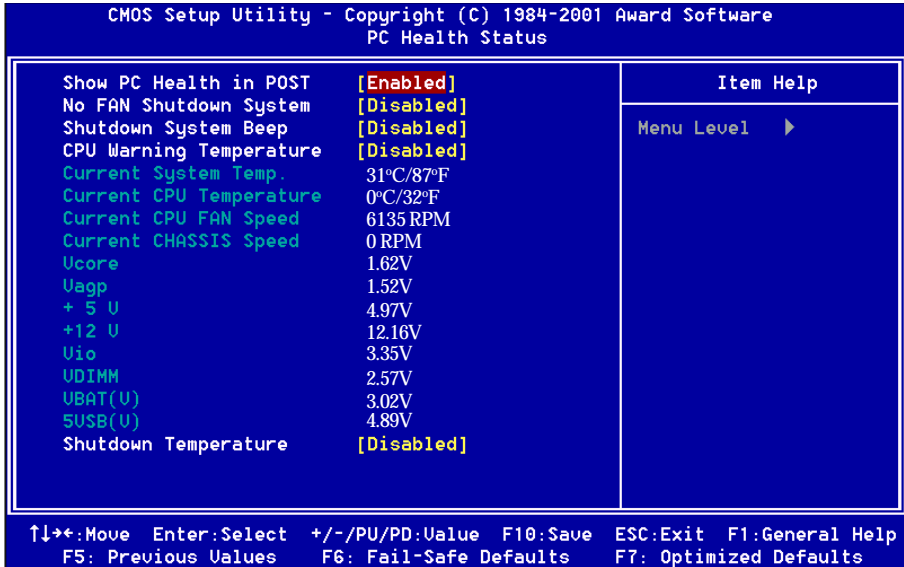 CMOS Setup Utility - Copyright (C) 1984-2001 Award Software
PC Health Status
Show PC Health in POST [Enabled]
No FAN Shutdown System [Disabled]
Shutdown System Beep [Disabled]
CPU Warning Temperature [Disabled]
Current System Temp. 31°C/87°F
Current CPU Temperature 0°C/32°F
Current CPU FAN Speed 6135 RPM
Current CHASSIS Speed 0 RPM
Vcore 1.62V
Vagp 1.52V
+ 5 V 4.97V
+12 V 12.16V
Vio 3.35V
VDIMM 2.57V
VBAT(V) 3.02V
5VSB(V) 4.89V
Shutdown Temperature [Disabled]
Item Help
Menu Level ▶
↑↓→←:Move Enter:Select +/-/PU/PD:Value F10:Save ESC:Exit F1:General Help
F5: Previous Values F6: Fail-Safe Defaults F7: Optimized Defaults